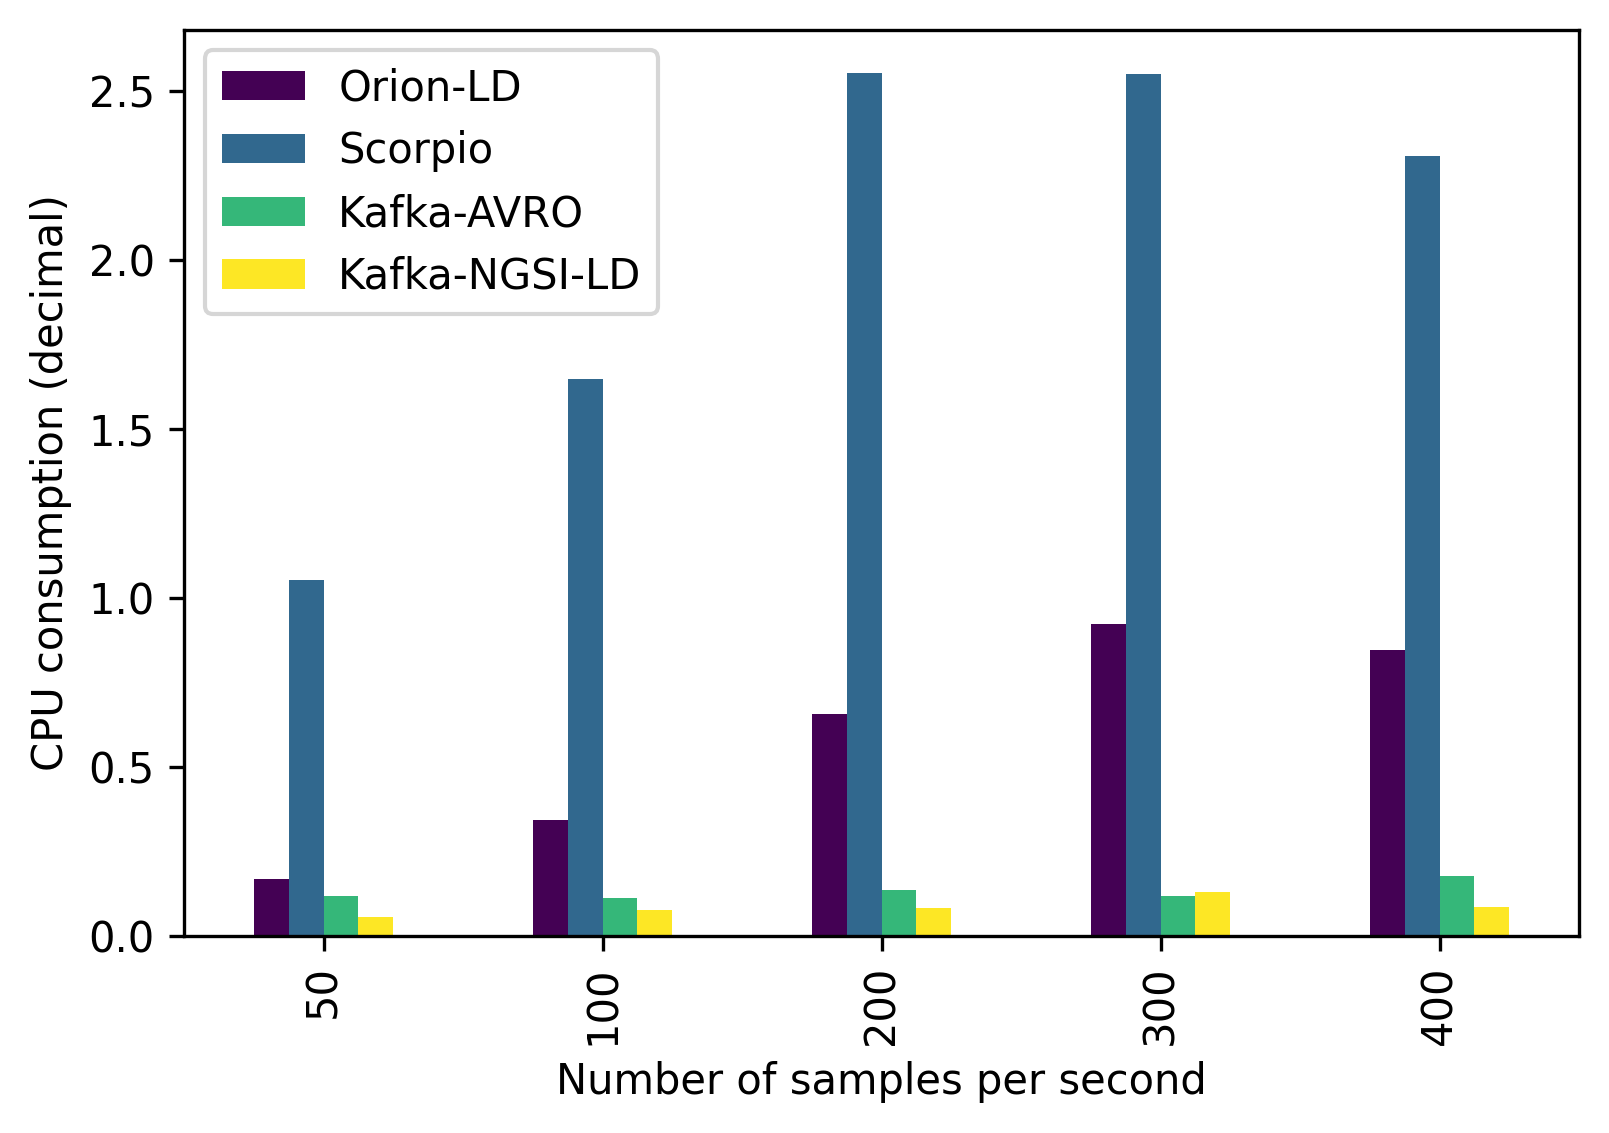 Orion-LD
Scorpio
Kafka-AVRO
Kafka-NGSI-LD
CPU consumption (decimal)
2.5
2.0
1.5
1.0
0.5
0.0
50
100
200
300
400
Number of samples per second